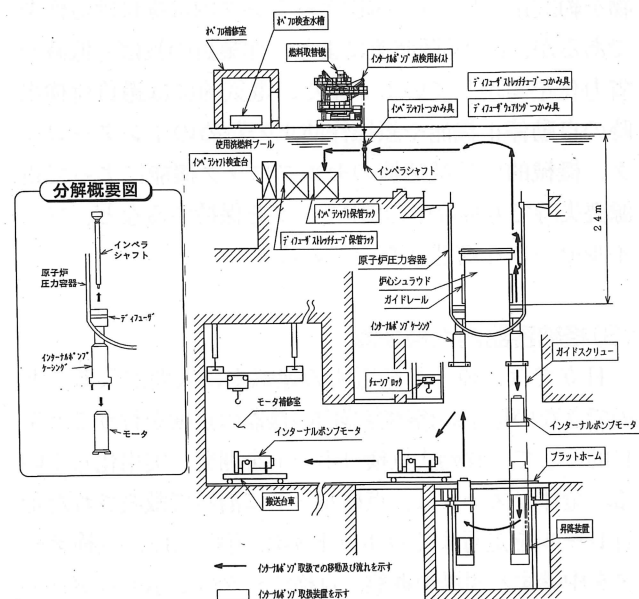 ｵﾍﾟﾌﾛ検査水槽
ｵﾍﾟﾌﾛ補修室
燃料取替機
ｲﾝﾀｰﾅﾙﾎﾟﾝﾌﾟ点検用ﾎｲｽﾄ
ﾃﾞｨﾌｭｰｻﾞｽﾄﾚｯﾁﾁｭｰﾌﾞつかみ具
ｲﾝﾍﾟﾗｼｬﾌﾄつかみ具
ﾃﾞｨﾌｭｰｻﾞｳｪｱﾘﾝｸﾞつかみ具
使用済燃料プール
ｲﾝﾍﾟﾗｼｬﾌﾄ検査台
インペラシャフト
ｲﾝﾍﾟﾗｼｬﾌﾄ保管ﾗｯｸ
ﾃﾞｨﾌｭｰｻﾞｽﾄﾚｯﾁﾁｭｰﾌﾞ保管ﾗｯｸ
24m
分解概要図
インペラ
シャフト
原子炉
圧力容器
ディフューザ
ｲﾝﾀｰﾅﾙﾎﾟﾝﾌﾟ
ｹｰｼﾝｸﾞ
モータ
原子炉圧力容器
炉心シュラウド
ガイドレール
ｲﾝﾀｰﾅﾙﾎﾟﾝﾌﾟｹｰｼﾝｸﾞ
ガイドスクリュー
ﾁｪｰﾝﾌﾞﾛｯｸ
モータ補修室
インターナルポンプモータ
インターナルポンプモータ
プラットホーム
搬送台車
昇降装置
ｲﾝﾀｰﾅﾙﾎﾟﾝﾌﾟ取扱での移動及び流れを示す
ｲﾝﾀｰﾅﾙﾎﾟﾝﾌﾟ取扱装置を示す